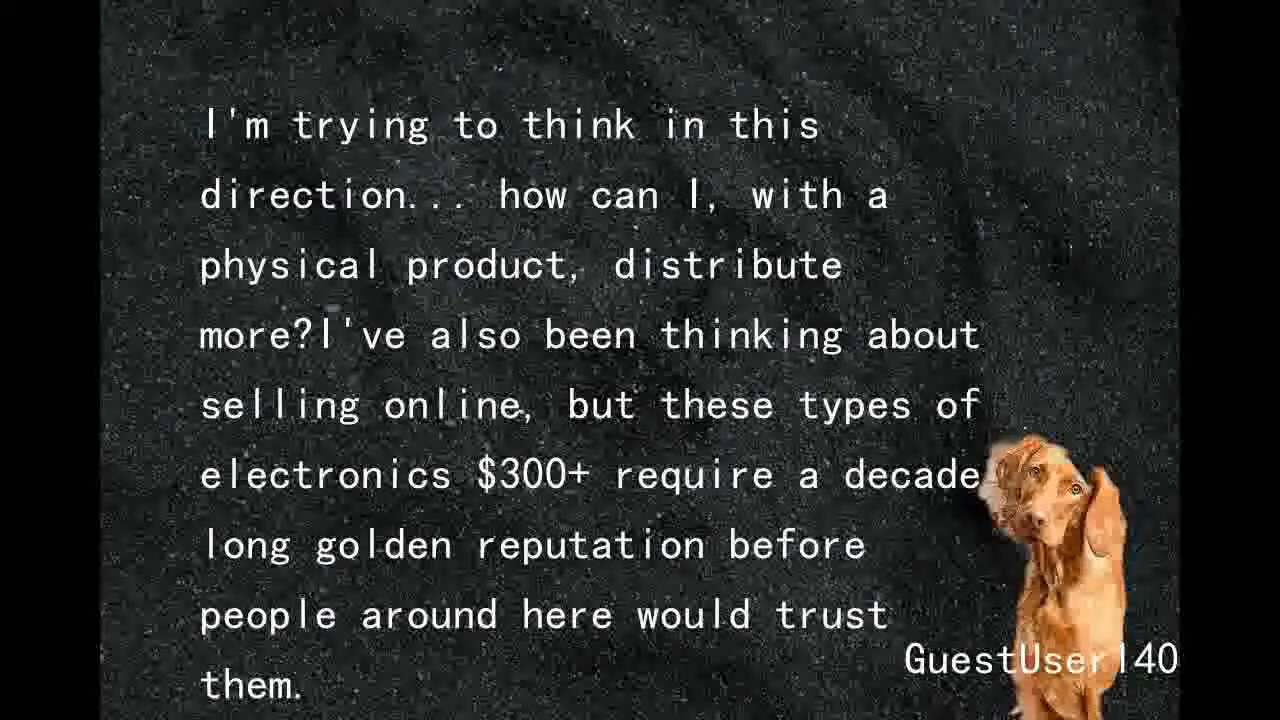 I'm trying to think in this
direction... how can I, with a
physical product, distribute
more?I've also been thinking about
selling online, but these types of
electronics $300+ require a decade
long golden reputation before
people around here would trust
them.
GuestUser140